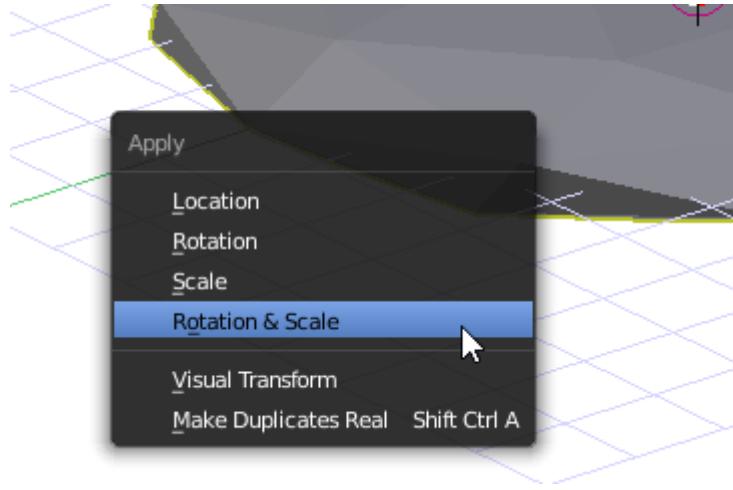 Apply
Location
Rotation
Scale
Rotation & Scale
Visual Transform
Make Duplicates Real Shift Ctrl A